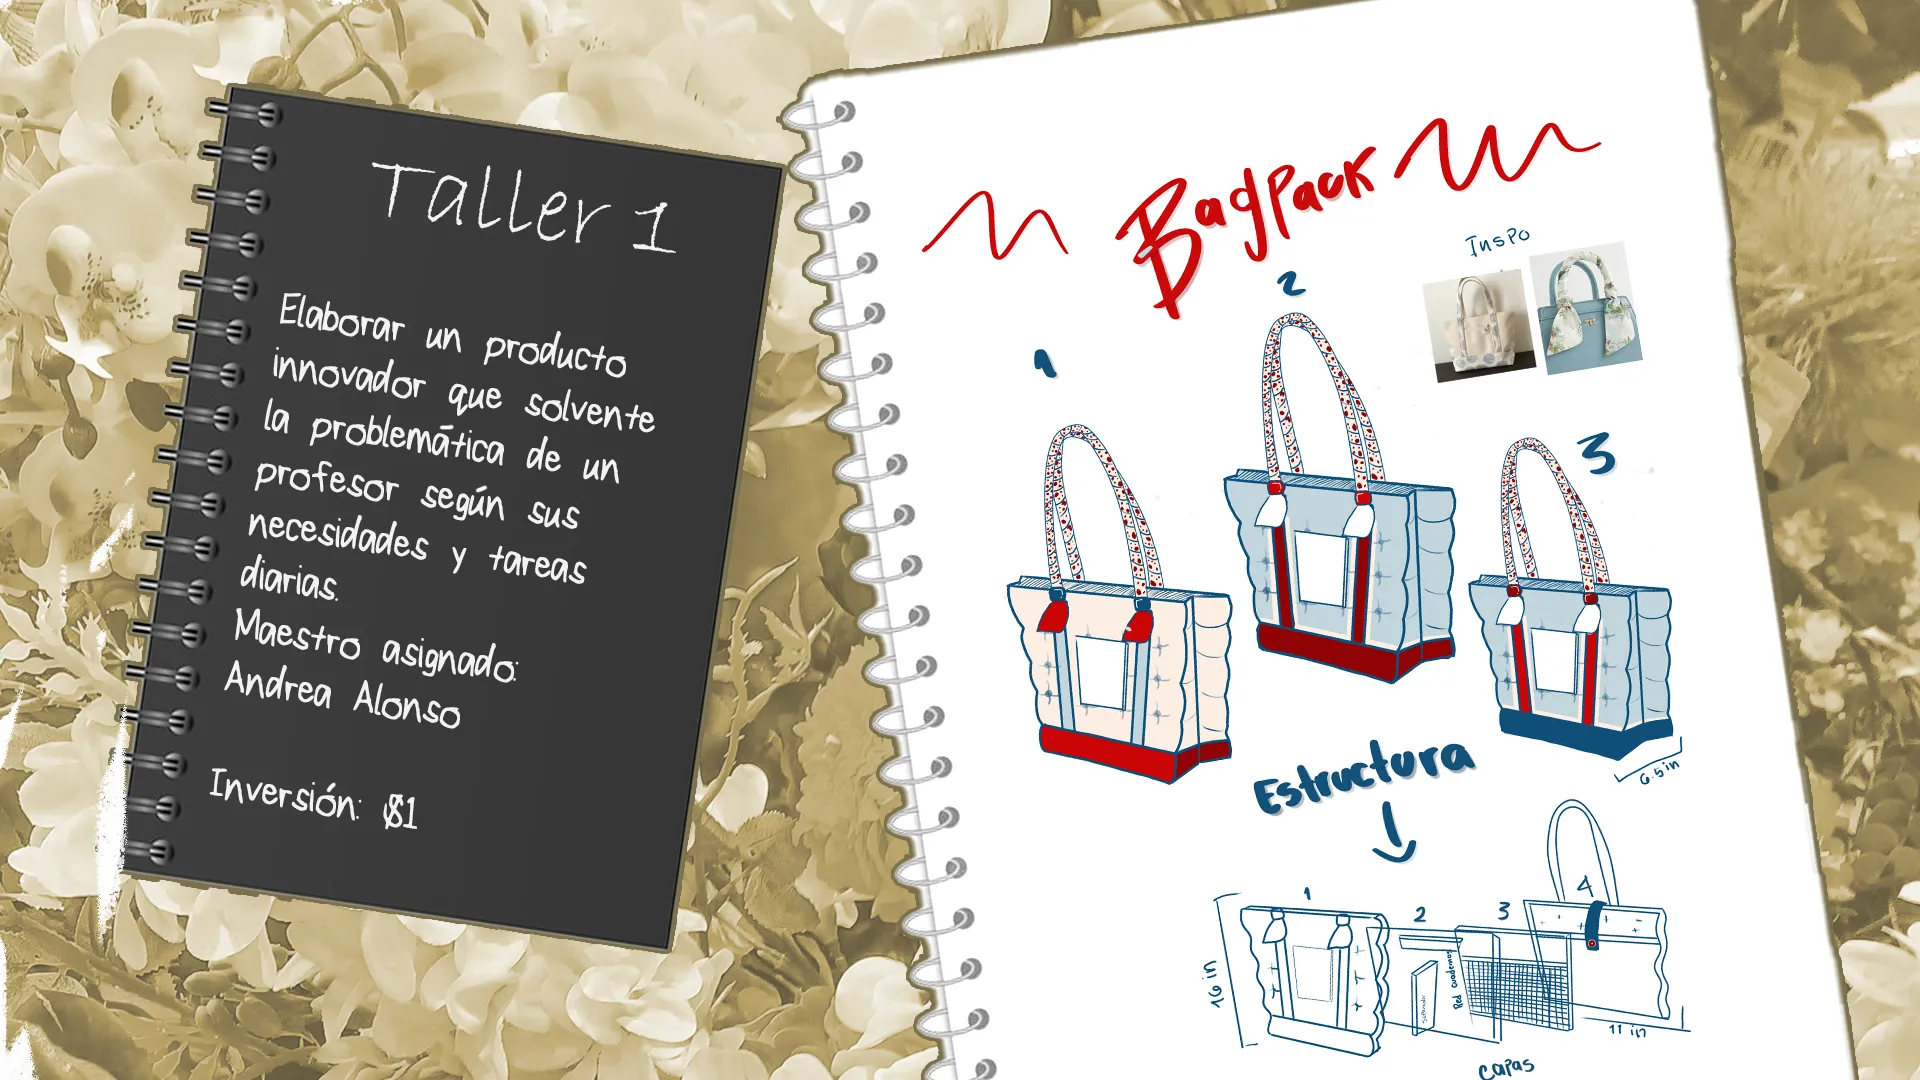 Taller 1
Elaborar un producto
innovador que solvente
la problemática de un
profesor según sus
necesidades y tareas
diarias.
Maestro asignado:
Andrea Alonso
Inversión: $1
BagPack
Inspo
1
2
3
6.5in
Estructura
1
2
3
4
16 in
Separador
Red cuadernos
11 in
capas